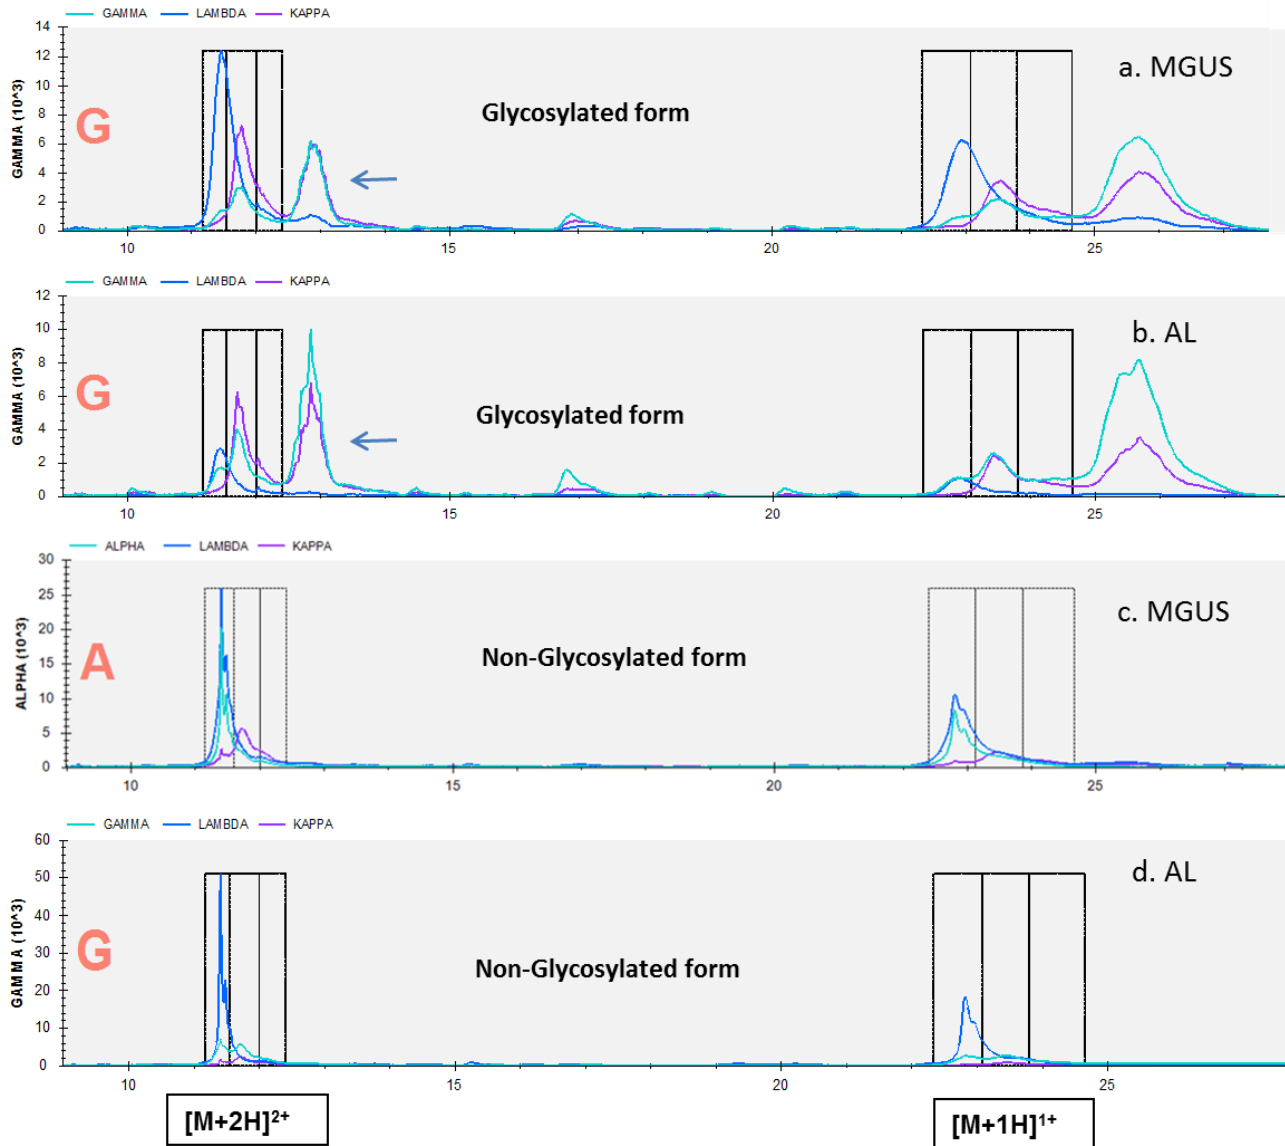 GAMMA LAMBDA KAPPA
a. MGUS
GAMMA (10^3)
14
12
10
8
6
4
2
0
G
Glycosylated form
10 15 20 25
GAMMA LAMBDA KAPPA
b. AL
GAMMA (10^3)
12
10
8
6
4
2
0
G
Glycosylated form
10 15 20 25
ALPHA LAMBDA KAPPA
c. MGUS
ALPHA (10^3)
30
25
20
15
10
5
0
A
Non-Glycosylated form
10 15 20 25
GAMMA LAMBDA KAPPA
d. AL
GAMMA (10^3)
60
50
40
30
20
10
0
G
Non-Glycosylated form
10 15 20 25
[M+2H]2+ [M+1H]1+